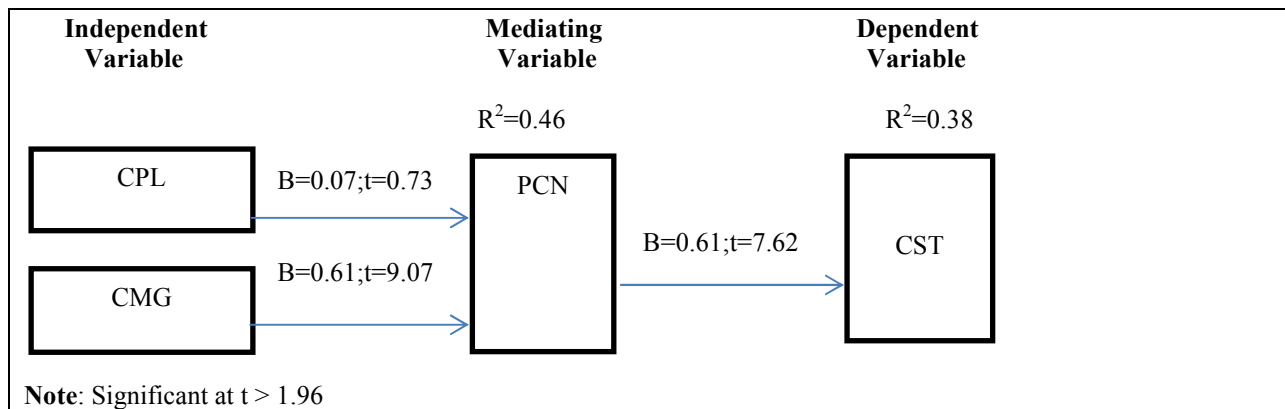 Independent Variable
Mediating Variable
Dependent Variable
R²=0.46
R²=0.38
CPL
B=0.07;t=0.73
PCN
B=0.61;t=7.62
CST
CMG
B=0.61;t=9.07
Note: Significant at t > 1.96